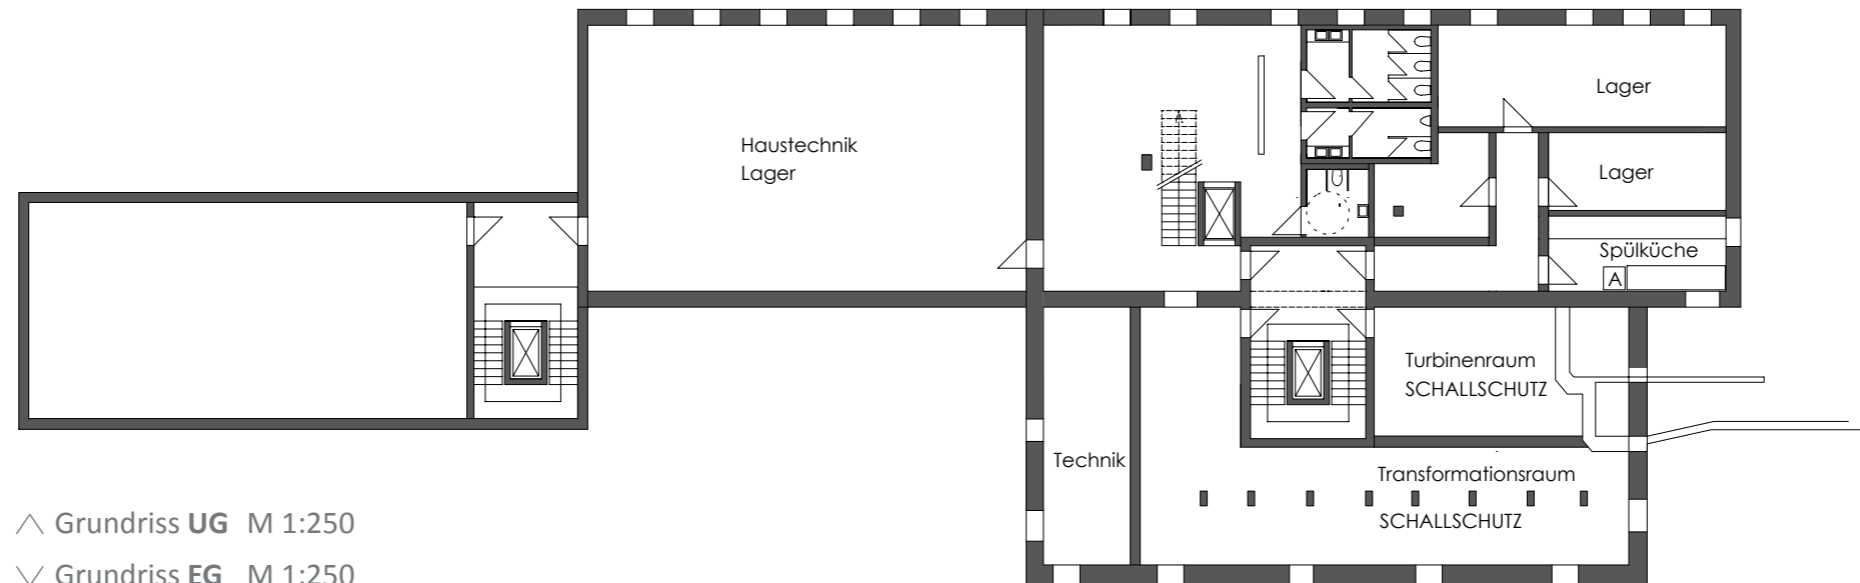 Lager
Haustechnik
Lager
Lager
Spülküche
A
Turbinenraum
SCHALLSCHUTZ
Technik
Transformationsraum
SCHALLSCHUTZ
Grundriss UG M 1:250
Grundriss EG M 1:250